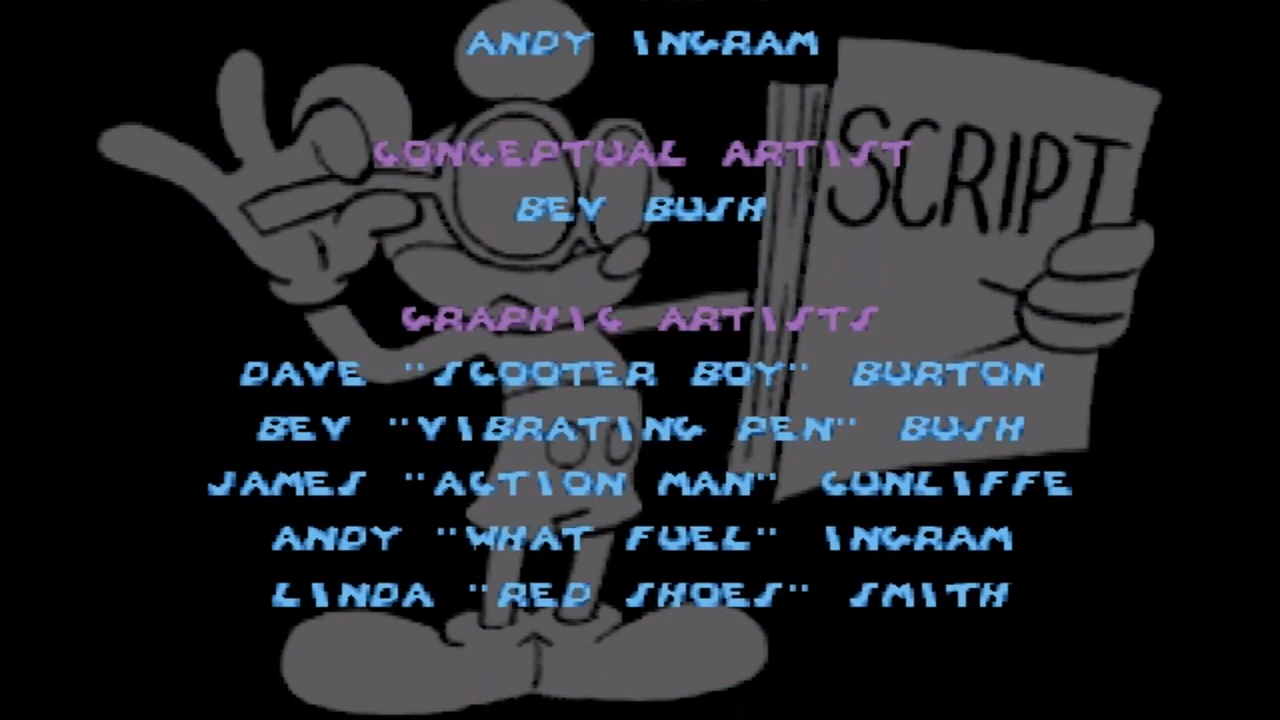 ANDY INGRAM
CONCEPTUAL ARTIST
BEV BUSH
SCRIPT
GRAPHIC ARTISTS
DAVE "SCOOTER BOY" BURTON
BEV "VIBRATING PEN" BUSH
JAMES "ACTION MAN" CUNLIFFE
ANDY "WHAT FUEL" INGRAM
LINDA "RED SHOES" SMITH